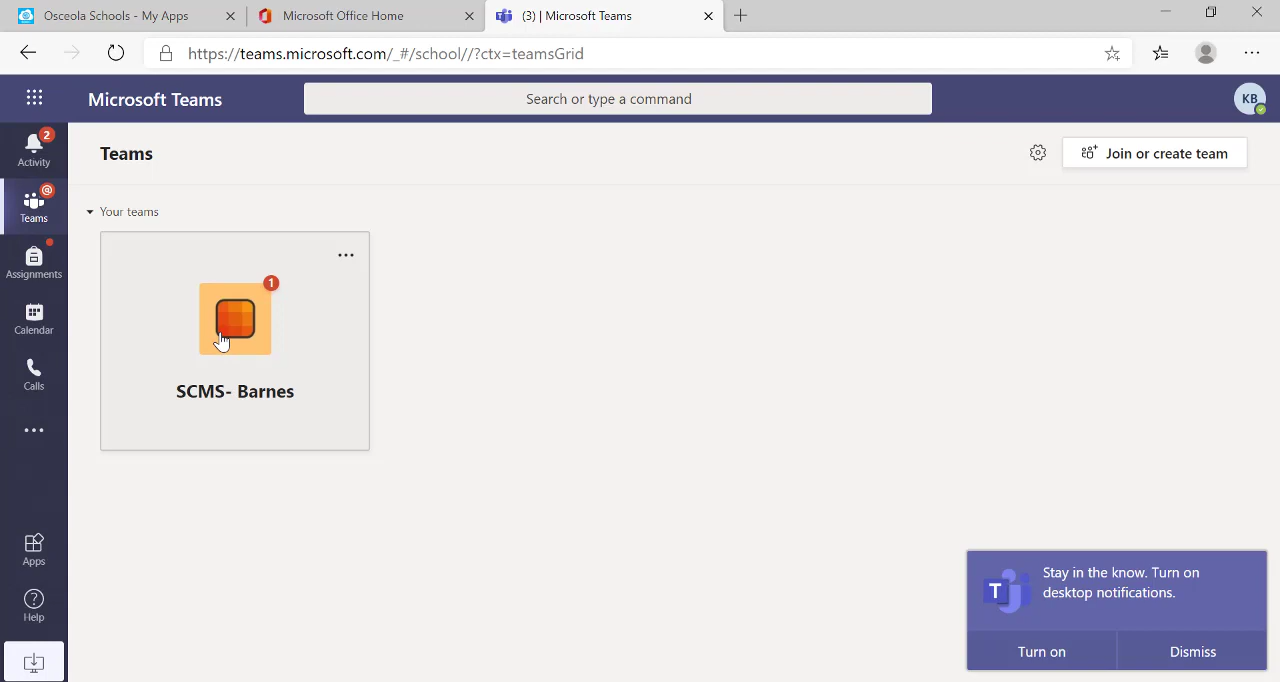 Osceola Schools - My Apps
Microsoft Office Home
(3) | Microsoft Teams
https://teams.microsoft.com/_#/school//?ctx=teamsGrid
Microsoft Teams
Search or type a command
KB
2
Activity
@
Teams
Assignments
Calendar
Calls
Apps
Help
Teams
Join or create team
Your teams
1
SCMS- Barnes
T
Stay in the know. Turn on
desktop notifications.
Turn on
Dismiss